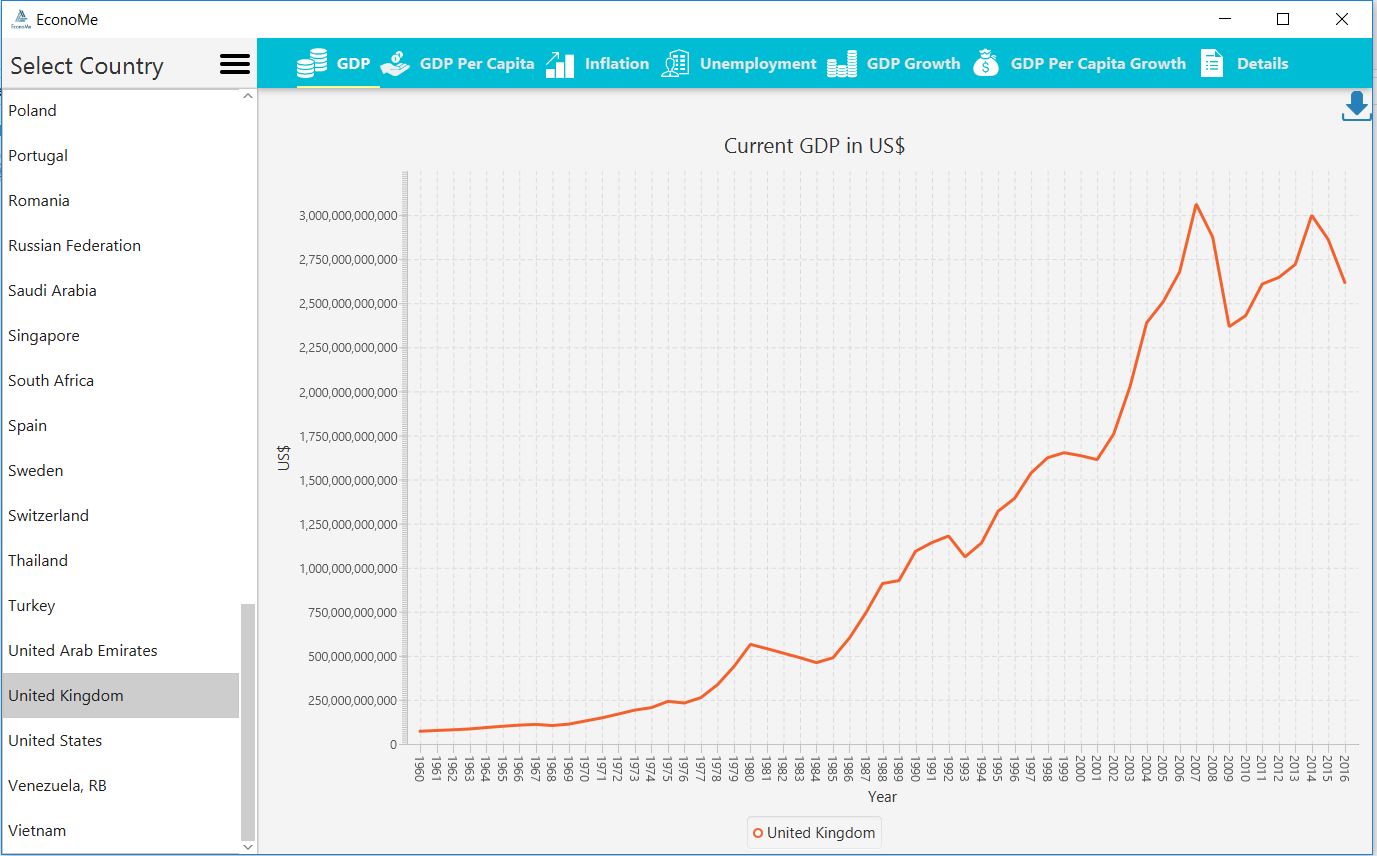 EconoMe
Select Country
GDP GDP Per Capita Inflation Unemployment GDP Growth GDP Per Capita Growth Details
Poland
Portugal
Romania
Russian Federation
Saudi Arabia
Singapore
South Africa
Spain
Sweden
Switzerland
Thailand
Turkey
United Arab Emirates
United Kingdom
United States
Venezuela, RB
Vietnam
Current GDP in US$
US$
3,000,000,000,000
2,750,000,000,000
2,500,000,000,000
2,250,000,000,000
2,000,000,000,000
1,750,000,000,000
1,500,000,000,000
1,250,000,000,000
1,000,000,000,000
750,000,000,000
500,000,000,000
250,000,000,000
0
1960 1961 1962 1963 1964 1965 1966 1967 1968 1969 1970 1971 1972 1973 1974 1975 1976 1977 1978 1979 1980 1981 1982 1983 1984 1985 1986 1987 1988 1989 1990 1991 1992 1993 1994 1995 1996 1997 1998 1999 2000 2001 2002 2003 2004 2005 2006 2007 2008 2009 2010 2011 2012 2013 2014 2015 2016
Year
United Kingdom